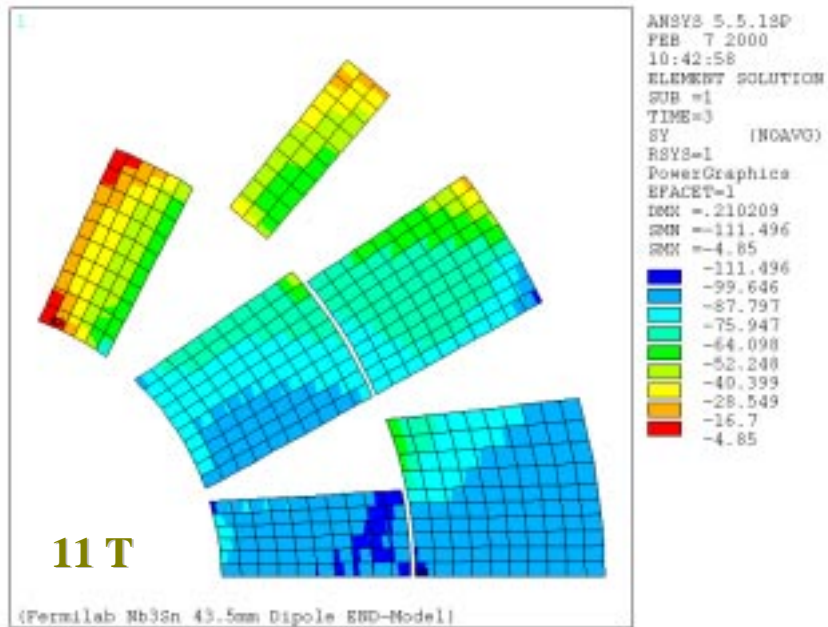 1
ANSYS 5.5.1SP
FEB 7 2000
10:42:58
ELEMENT SOLUTION
SUB =1
TIME=3
SY (NOAVG)
RSYS=1
PowerGraphics
EFACET=1
DMX =.210209
SMN =-111.496
SMX =-4.85
-111.496
-99.646
-87.797
-75.947
-64.098
-52.248
-40.399
-28.549
-16.7
-4.85
11 T
(Fermilab Nb3Sn 43.5mm Dipole END-Model)